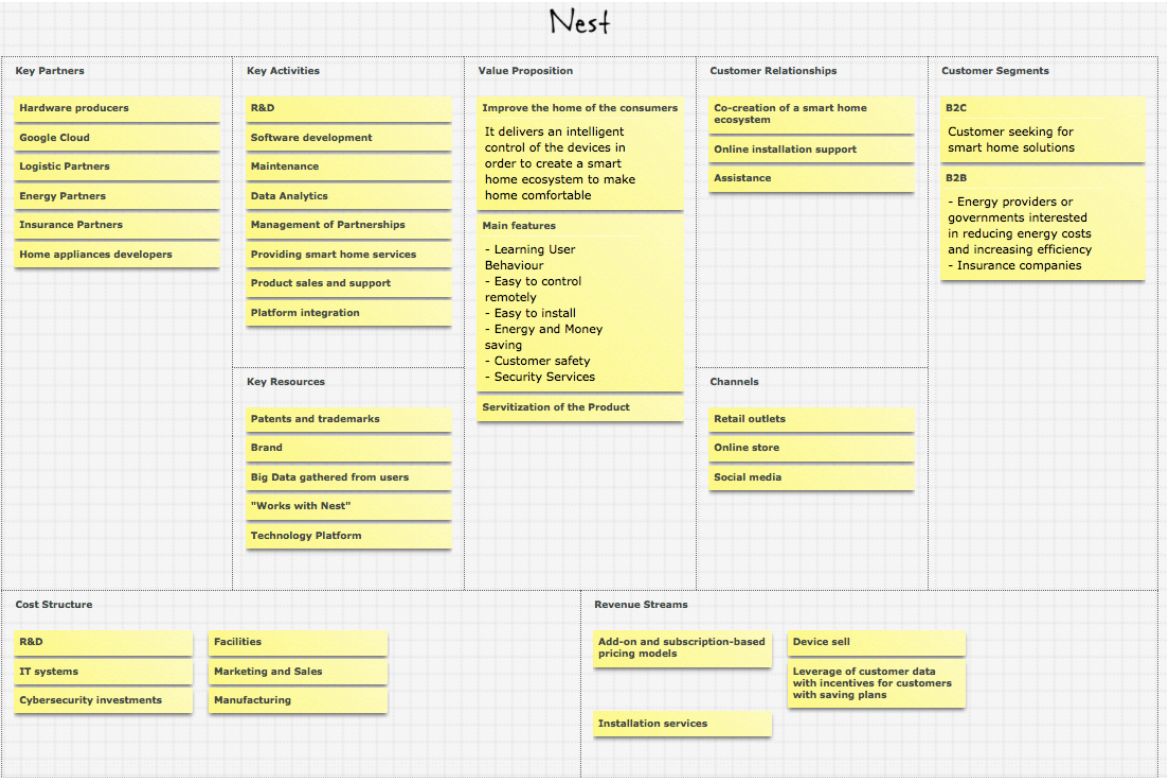 Nest
Key Partners
Hardware producers
Google Cloud
Logistic Partners
Energy Partners
Insurance Partners
Home appliances developers
Key Activities
R&D
Software development
Maintenance
Data Analytics
Management of Partnerships
Providing smart home services
Product sales and support
Platform integration
Key Resources
Patents and trademarks
Brand
Big Data gathered from users
"Works with Nest"
Technology Platform
Value Proposition
Improve the home of the consumers
It delivers an intelligent
control of the devices in
order to create a smart
home ecosystem to make
home comfortable
Main features
- Learning User
Behaviour
- Easy to control
remotely
- Easy to install
- Energy and Money
saving
- Customer safety
- Security Services
Servitization of the Product
Customer Relationships
Co-creation of a smart home
ecosystem
Online installation support
Assistance
Channels
Retail outlets
Online store
Social media
Customer Segments
B2C
Customer seeking for
smart home solutions
B2B
- Energy providers or
governments interested
in reducing energy costs
and increasing efficiency
- Insurance companies
Cost Structure
R&D
IT systems
Cybersecurity investments
Facilities
Marketing and Sales
Manufacturing
Revenue Streams
Add-on and subscription-based
pricing models
Installation services
Device sell
Leverage of customer data
with incentives for customers
with saving plans